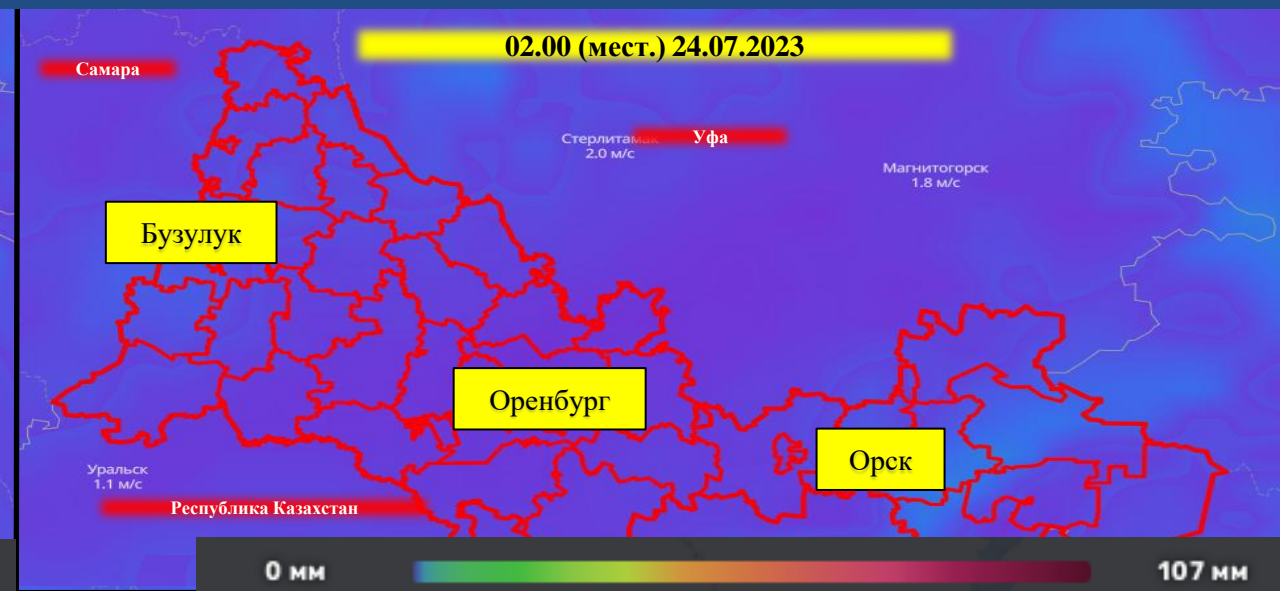 02.00 (мест.) 24.07.2023
Самара
Стерлитамак
2.0 м/с
Уфа
Магнитогорск
1.8 м/с
Бузулук
Оренбург
Орск
Уральск
1.1 м/с
Республика Казахстан
0 мм
107 мм